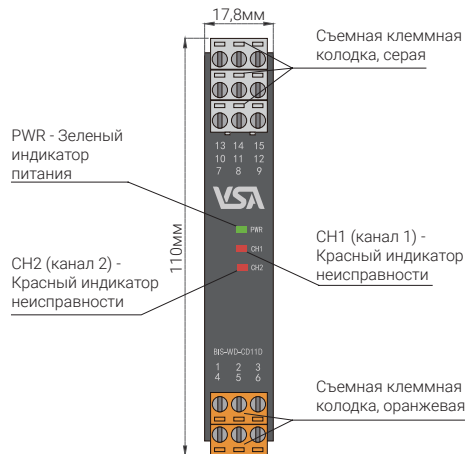 17,8мм
Съемная клеммная
колодка, серая
PWR - Зеленый
индикатор
питания
13 14 15
10 11 12
7 8 9
VSA
PWR
CH1
CH2
110мм
CH1 (канал 1) -
Красный индикатор
неисправности
CH2 (канал 2) -
Красный индикатор
неисправности
BIS-WD-CD11D
1 2 3
4 5 6
Съемная клеммная
колодка, оранжевая